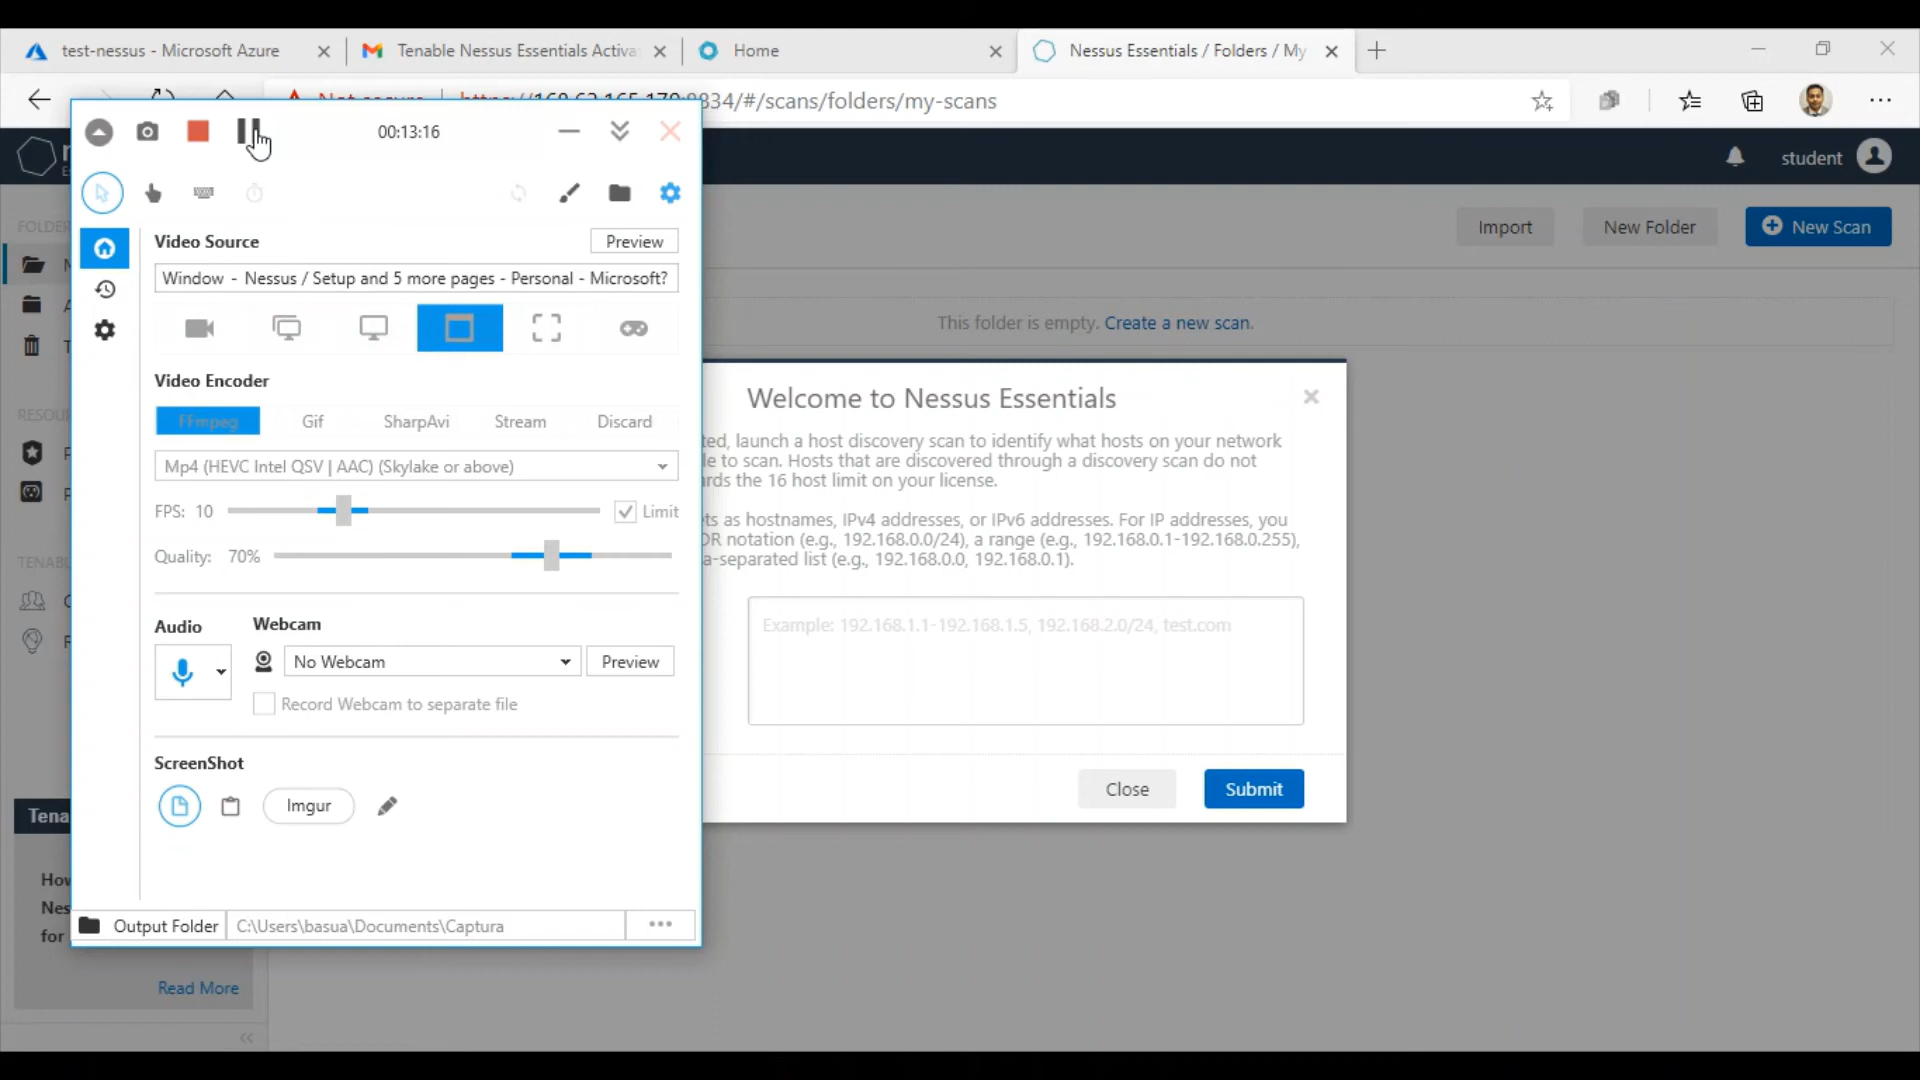 test-nessus - Microsoft Azure
Tenable Nessus Essentials Activa
Home
Nessus Essentials / Folders / My
834/#/scans/folders/my-scans
00:13:16
student
FOLDER
Import
New Folder
New Scan
Video Source
Preview
Window - Nessus / Setup and 5 more pages - Personal - Microsoft?
This folder is empty. Create a new scan.
Video Encoder
FFmpeg
Gif
SharpAvi
Stream
Discard
Mp4 (HEVC Intel QSV | AAC) (Skylake or above)
FPS: 10
Limit
Quality: 70%
Welcome to Nessus Essentials
ted, launch a host discovery scan to identify what hosts on your network
le to scan. Hosts that are discovered through a discovery scan do not
rds the 16 host limit on your license.
ets as hostnames, IPv4 addresses, or IPv6 addresses. For IP addresses, you
DR notation (e.g., 192.168.0.0/24), a range (e.g., 192.168.0.1-192.168.0.255),
a-separated list (e.g., 192.168.0.0, 192.168.0.1).
Example: 192.168.1.1-192.168.1.5, 192.168.2.0/24, test.com
Close
Submit
RESOU
TENABL
Audio
Webcam
No Webcam
Preview
Record Webcam to separate file
ScreenShot
Imgur
Tena
How
Nes
for
Output Folder
C:\Users\basua\Documents\Captura
Read More